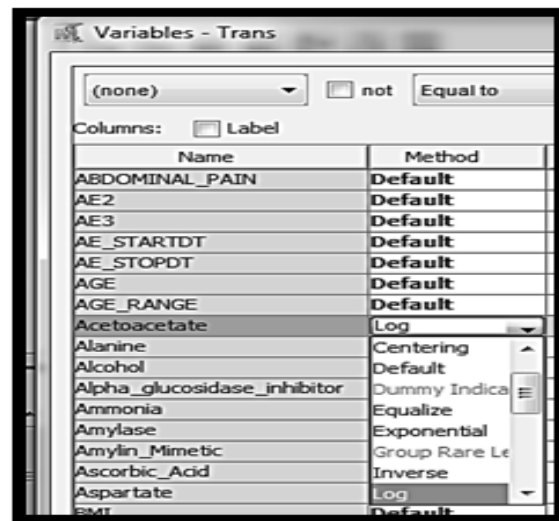 Variables - Trans
(none) not Equal to
Columns: Label
Name Method
ABDOMINAL_PAIN Default
AE2 Default
AE3 Default
AE_STARTDT Default
AE_STOPDT Default
AGE Default
AGE_RANGE Default
Acetoacetate Log
Alanine Centering
Alcohol Default
Alpha_glucosidase_inhibitor Dummy Indica
Ammonia Equalize
Amylase Exponential
Amylin_Mimetic Group Rare Le
Ascorbic_Acid Inverse
Aspartate Log
BMI Default